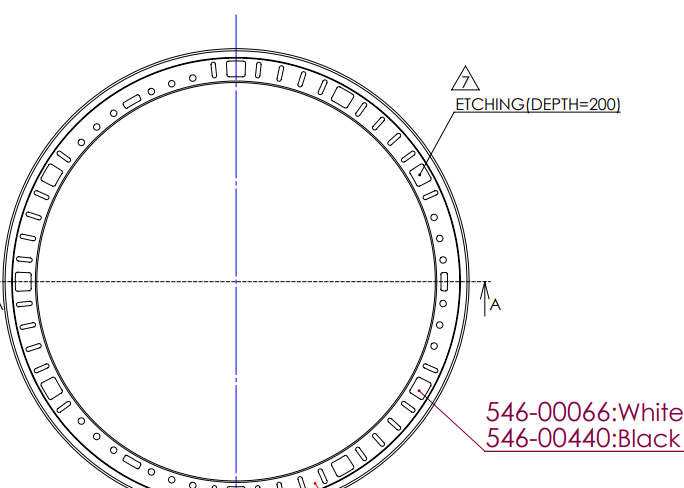 7
ETCHING(DEPTH=200)
A
546-00066:White
546-00440:Black